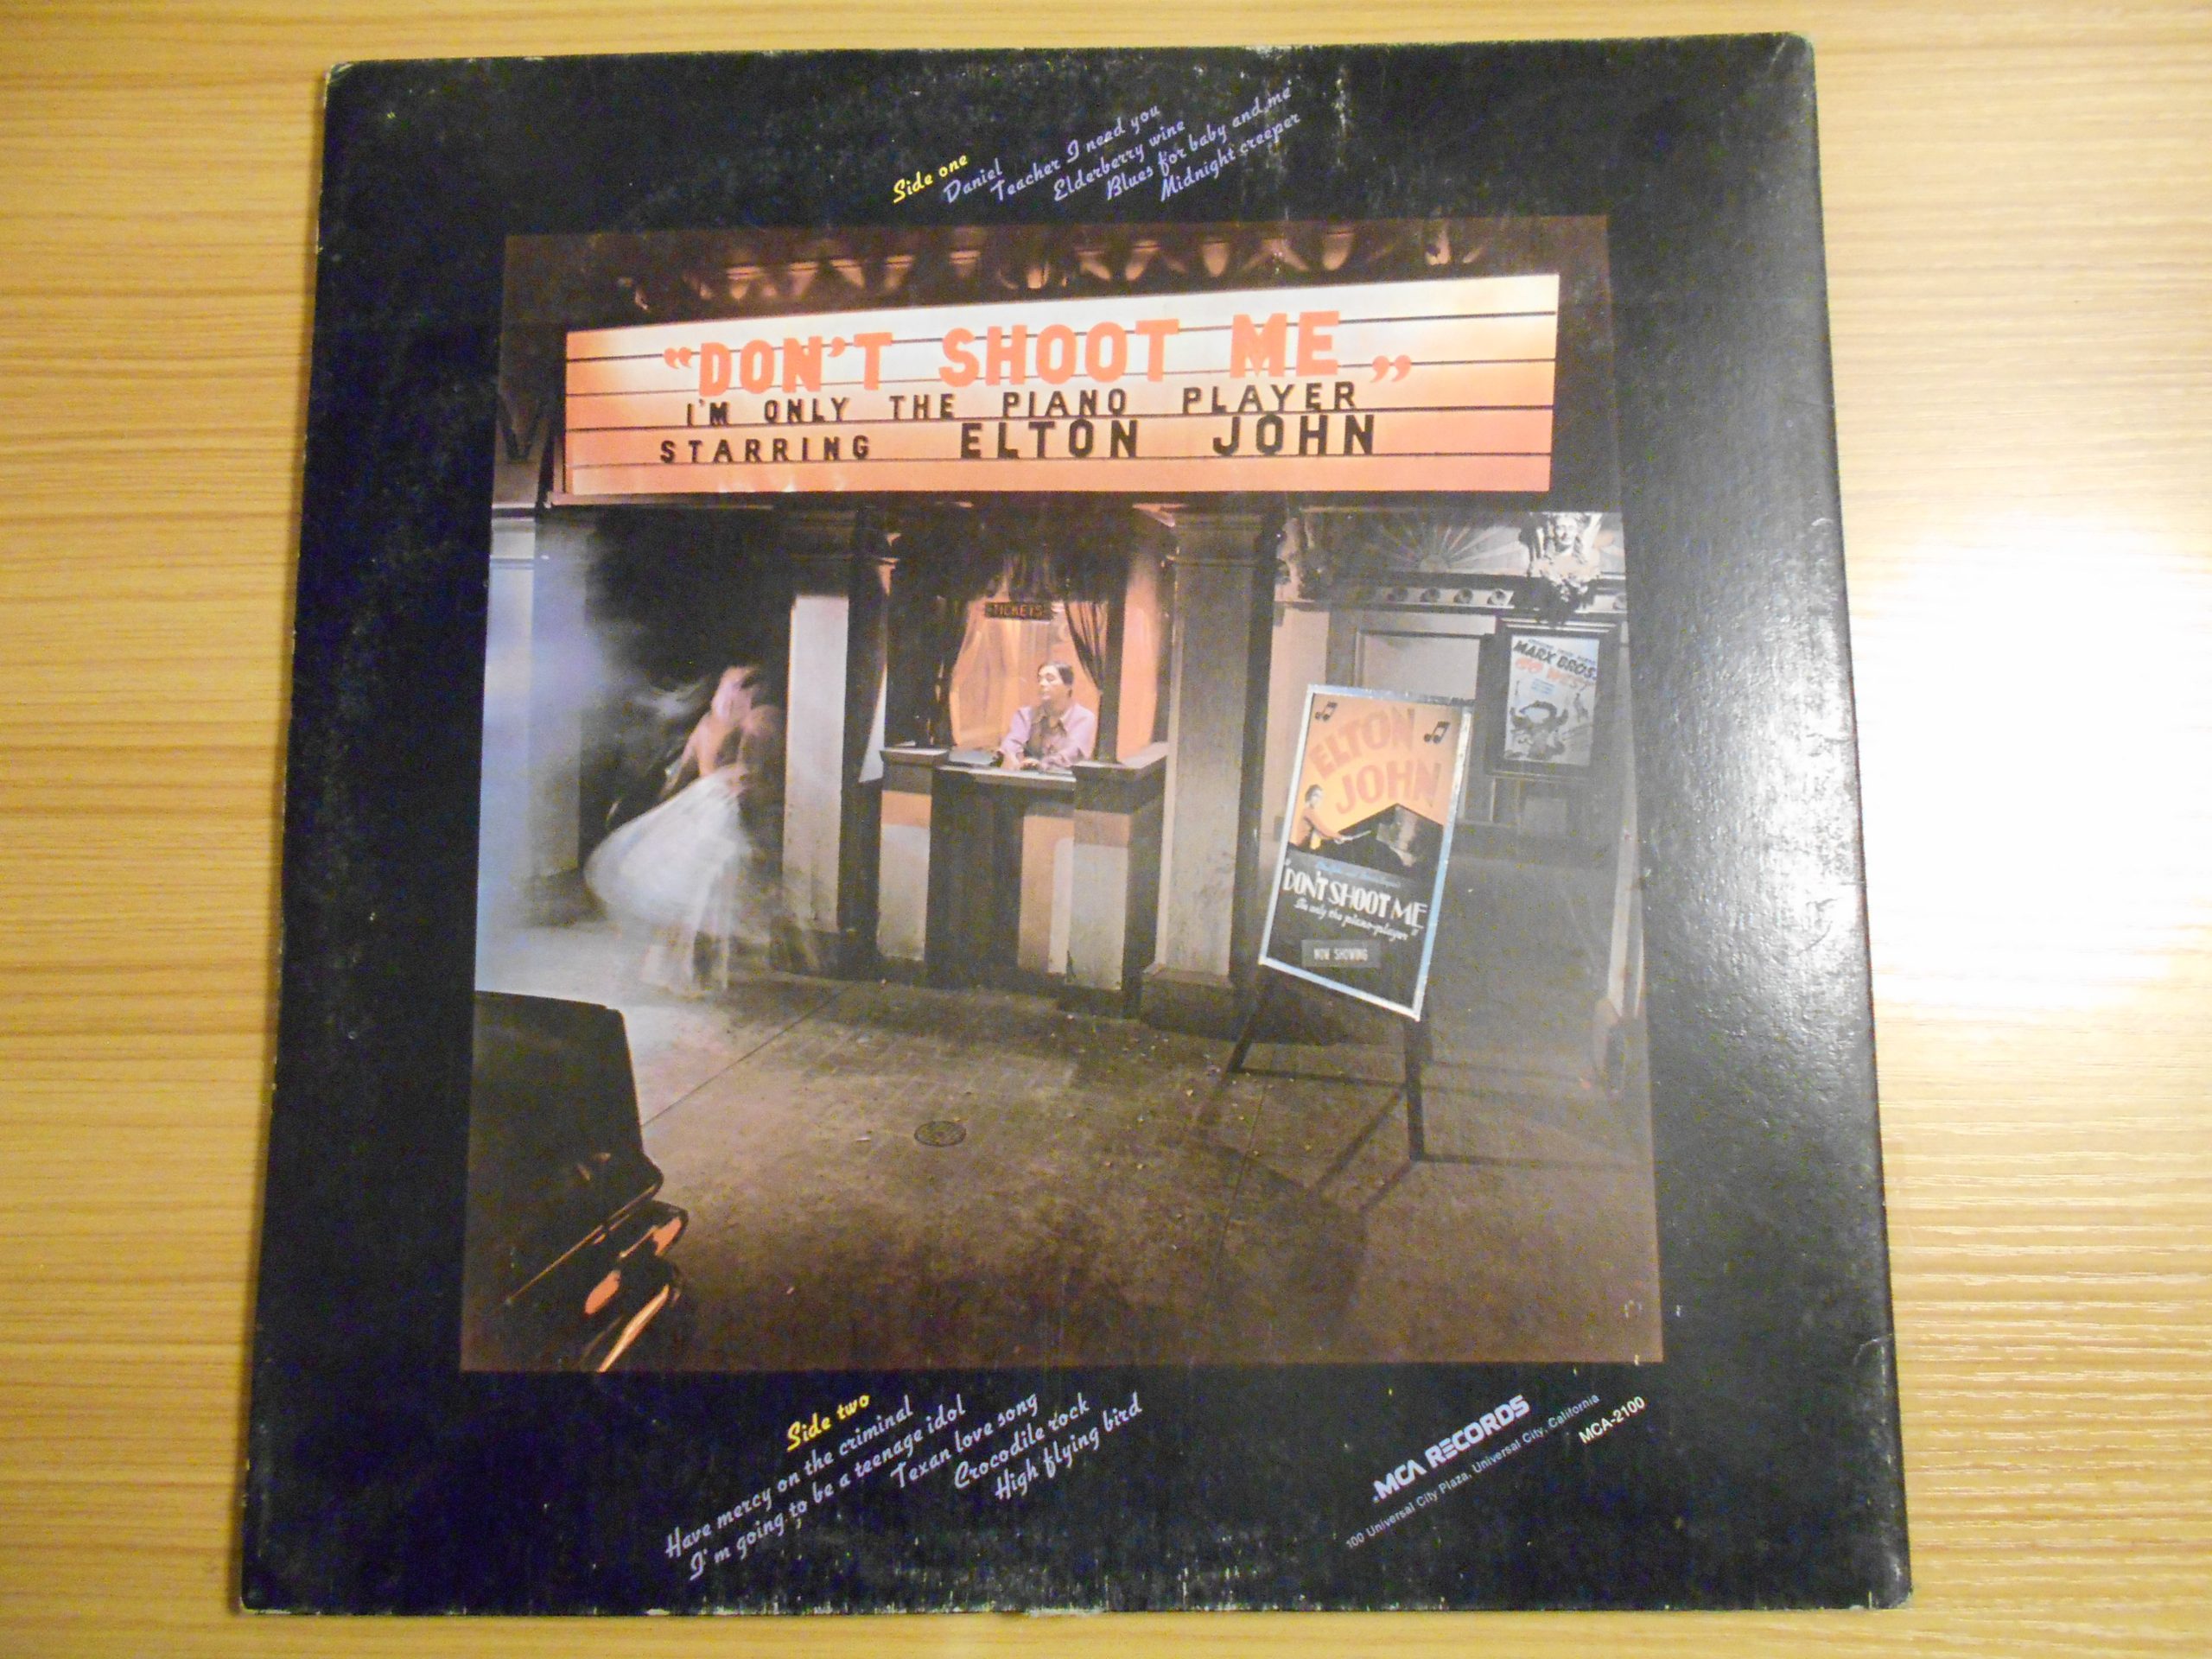 Side one
Daniel
Teacher I need you
Elderberry wine
Blues for baby and me
Midnight creeper
“DON’T SHOOT ME”
I’M ONLY THE PIANO PLAYER
STARRING ELTON JOHN
TICKETS
MARX BROS.
GO WEST
ELTON
JOHN
"DON'T SHOOT ME
I'm only the piano-player"
NOW SHOWING
Side two
Have mercy on the criminal
I'm going to be a teenage idol
Texan love song
Crocodile rock
High flying bird
MCA RECORDS
100 Universal City Plaza, Universal City, California
MCA-2100